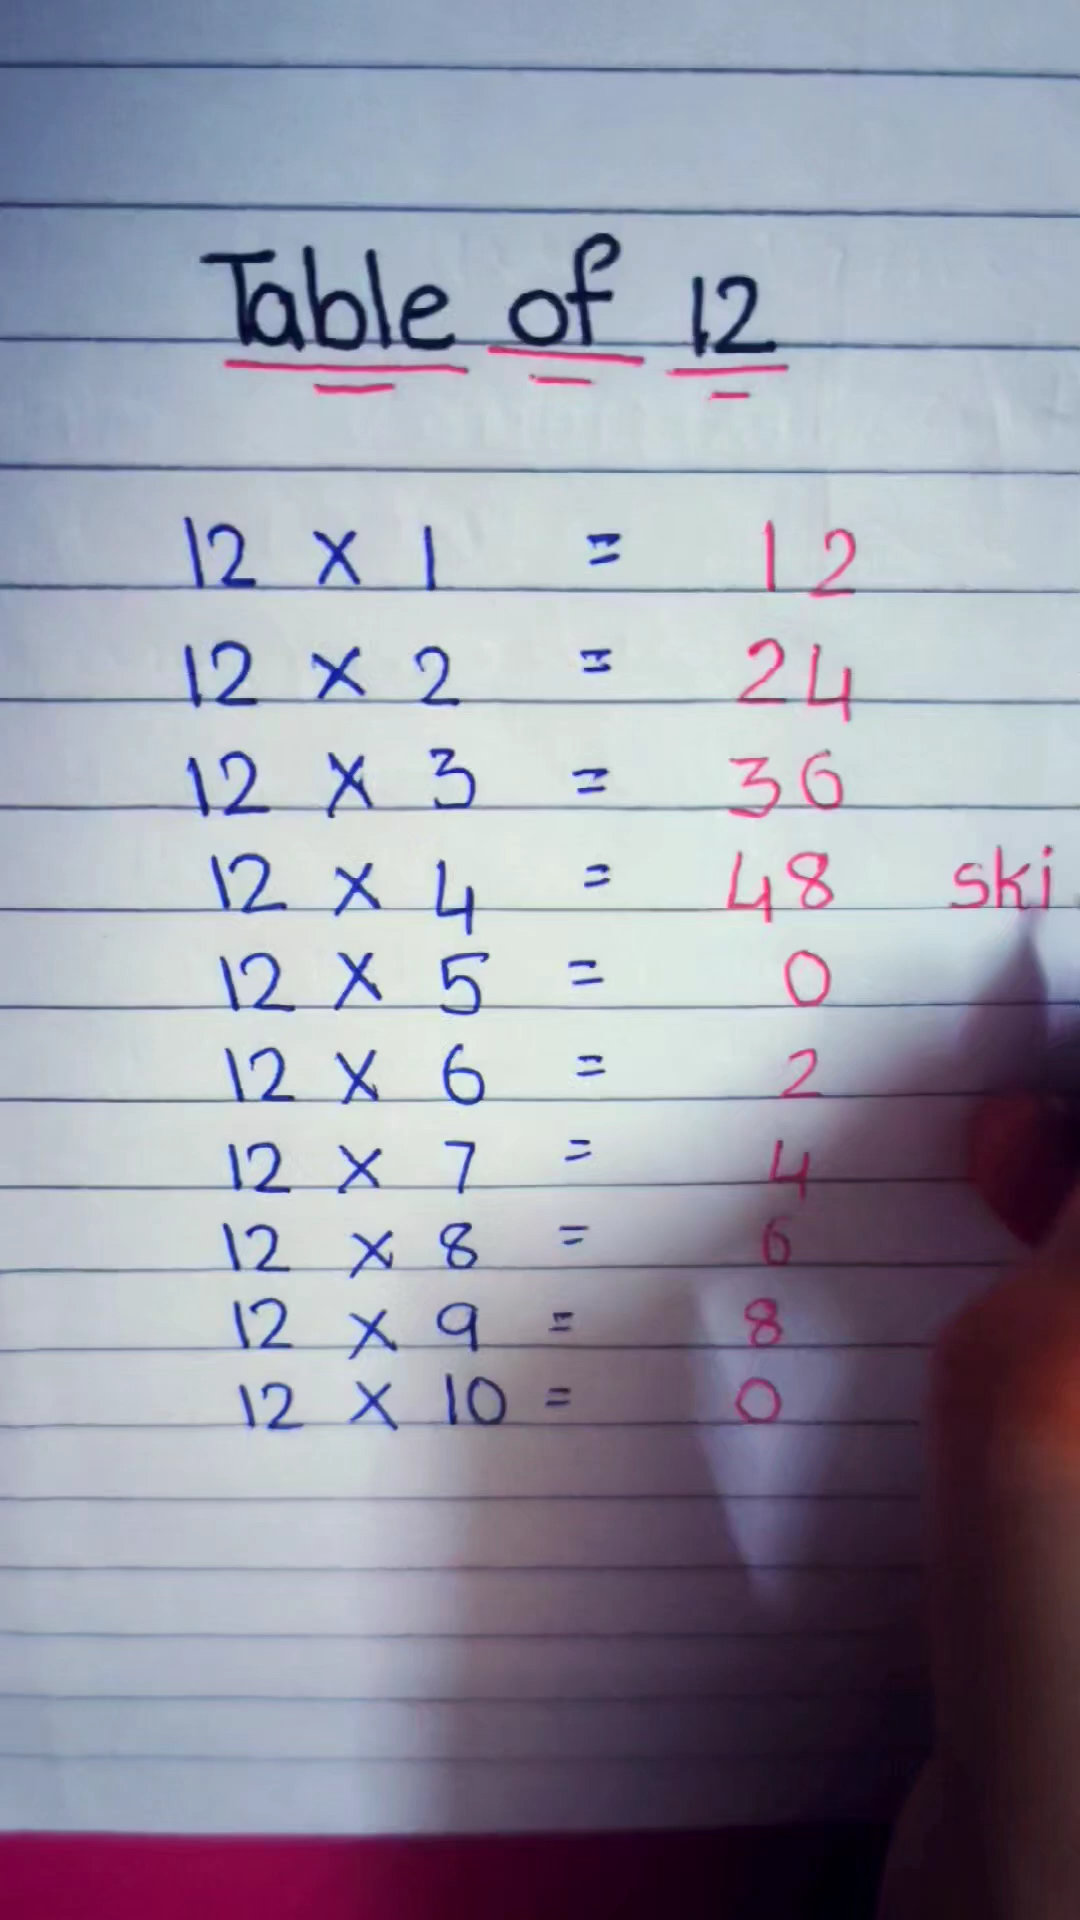 Table of 12
12 x 1 = 12
12 x 2 = 24
12 x 3 = 36
12 x 4 = 48 ski
12 x 5 = 0
12 x 6 = 2
12 x 7 = 4
12 x 8 = 6
12 x 9 = 8
12 x 10 = 0